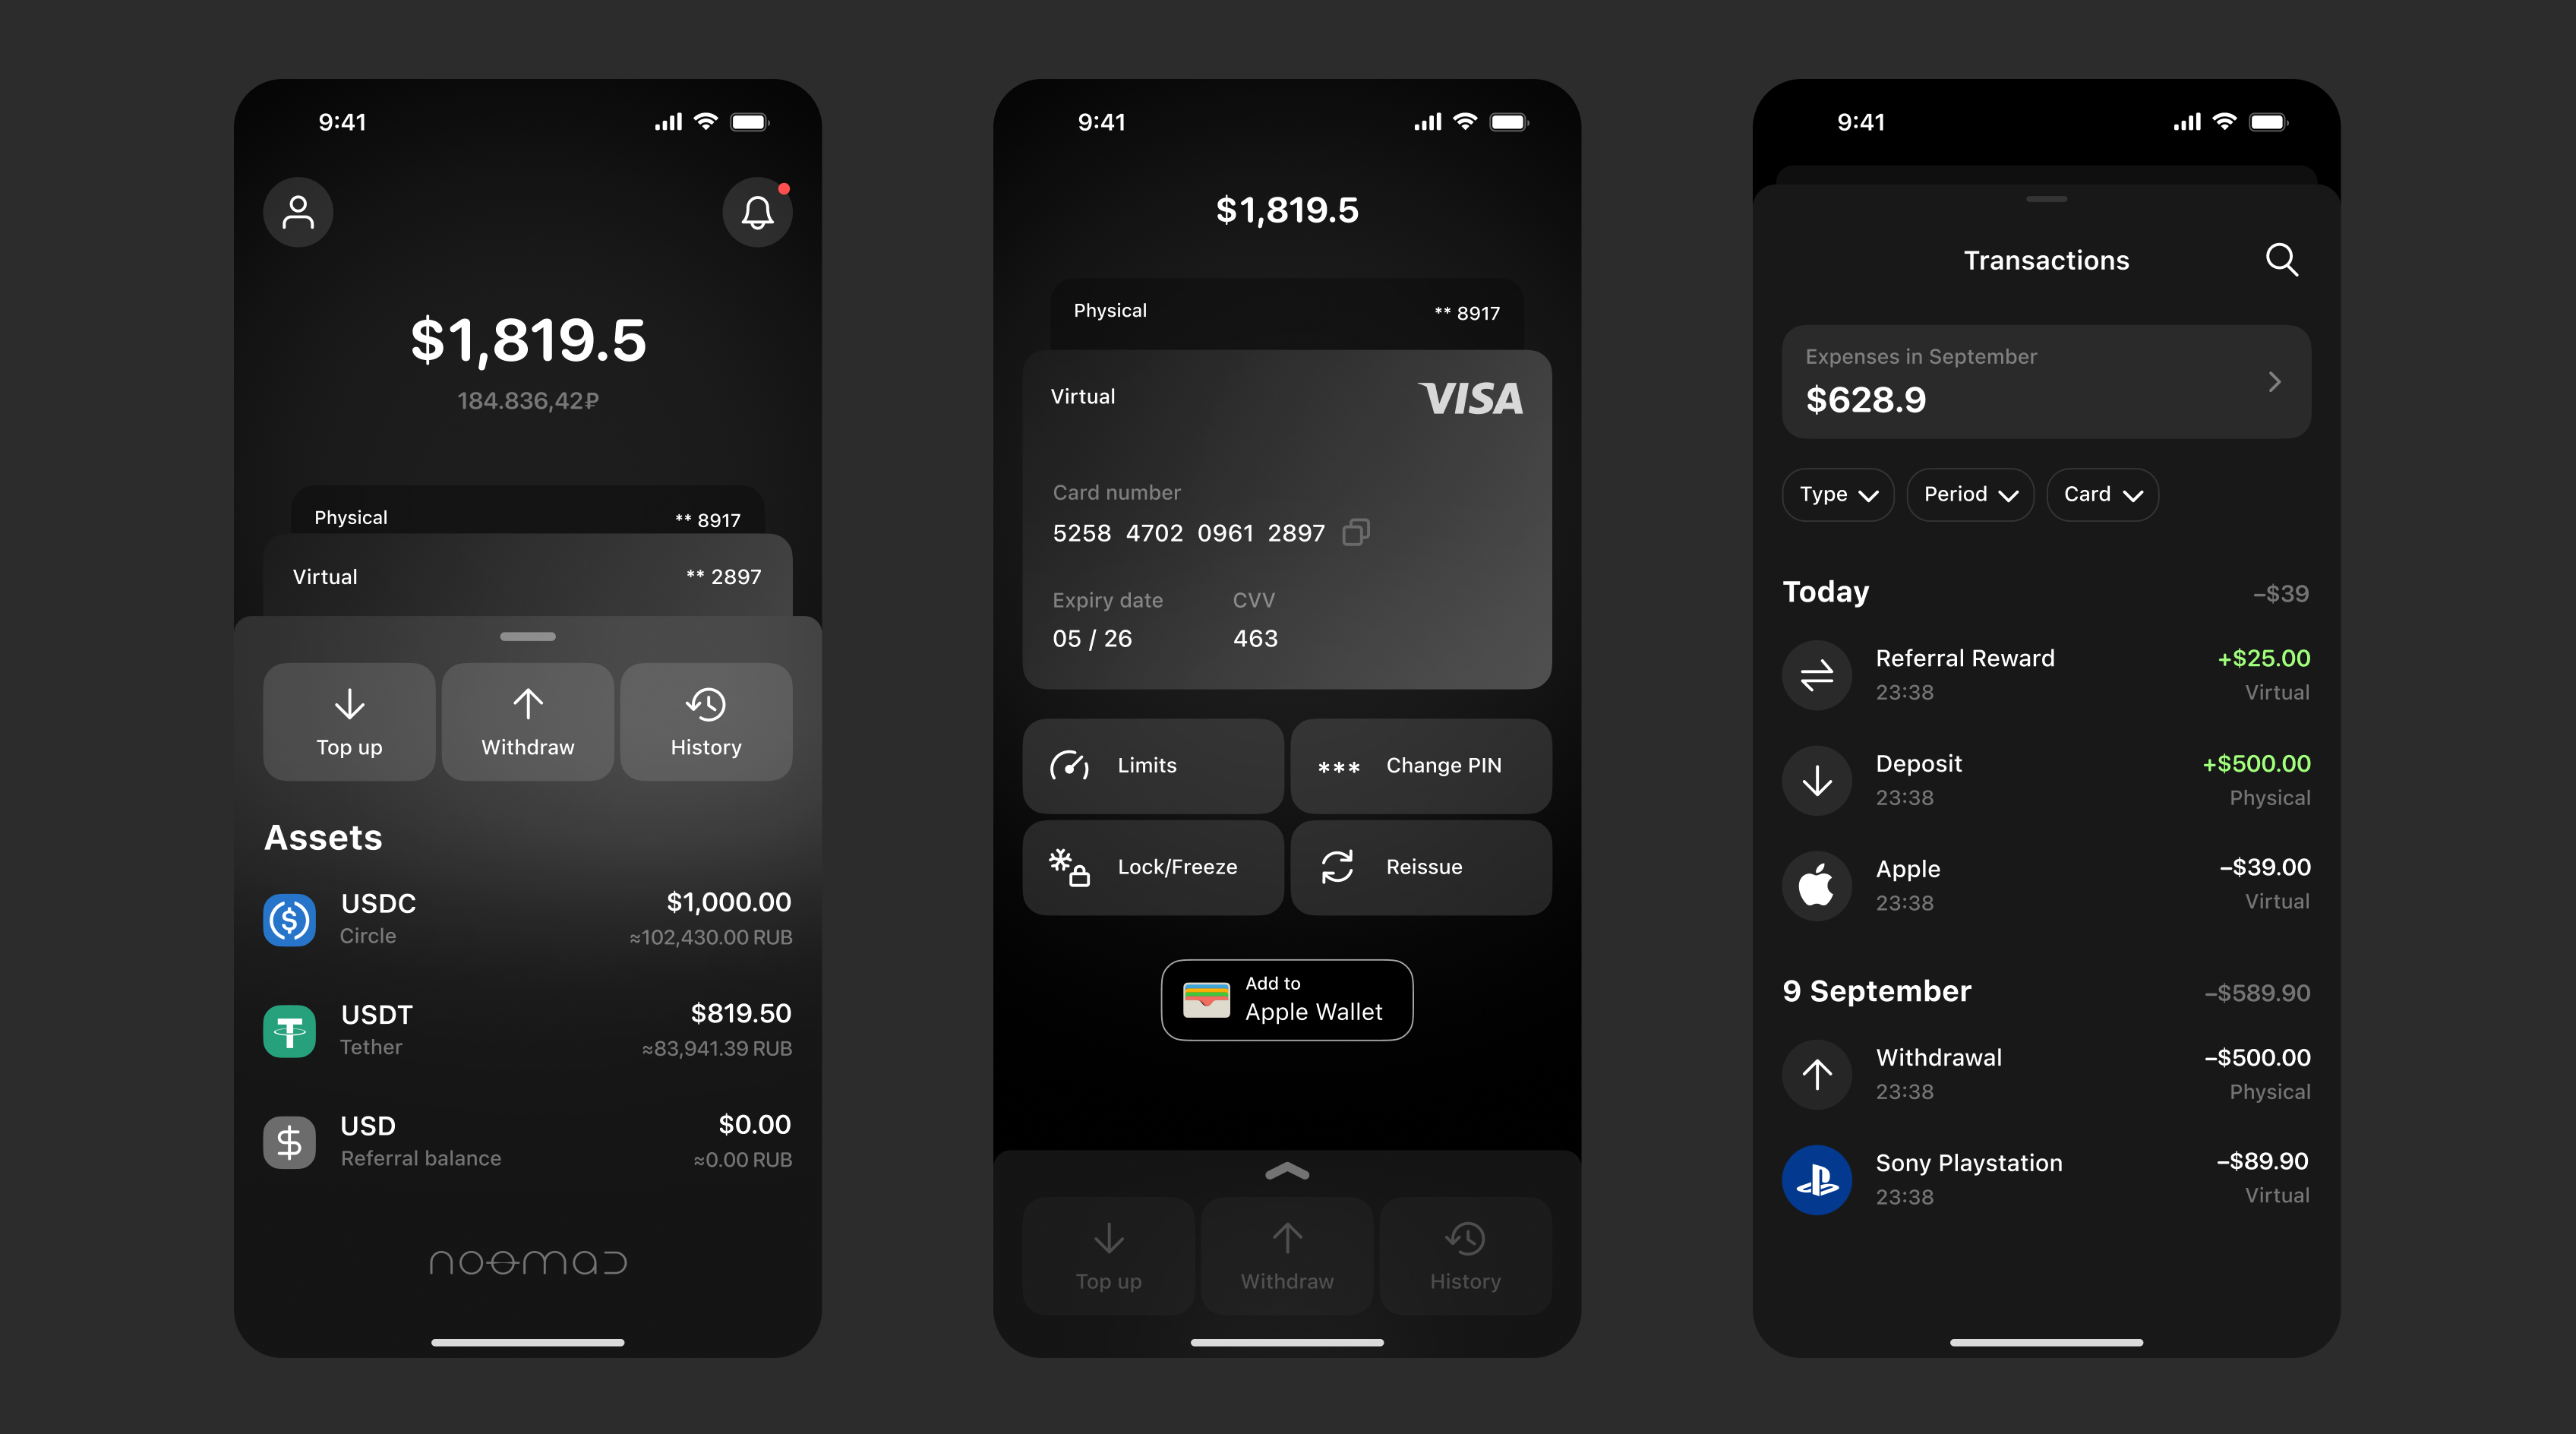 9:41
$1,819.5
184.836,42₽
Physical ** 8917
Virtual ** 2897
Top up Withdraw History
Assets
USDC $1,000.00
Circle ≈102,430.00 RUB
USDT $819.50
Tether ≈83,941.39 RUB
USD $0.00
Referral balance ≈0.00 RUB
noomad
9:41
$1,819.5
Physical ** 8917
Virtual VISA
Card number
5258 4702 0961 2897
Expiry date CVV
05 / 26 463
Limits *** Change PIN
Lock/Freeze Reissue
Add to
Apple Wallet
Top up Withdraw History
9:41
Transactions
Expenses in September
$628.9
Type Period Card
Today –$39
Referral Reward +$25.00
23:38 Virtual
Deposit +$500.00
23:38 Physical
Apple –$39.00
23:38 Virtual
9 September –$589.90
Withdrawal –$500.00
23:38 Physical
Sony Playstation –$89.90
23:38 Virtual